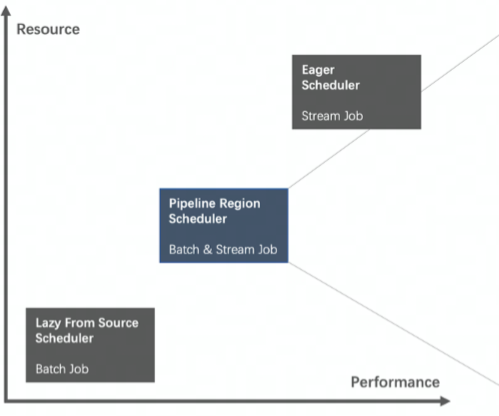 Resource
Eager
Scheduler
Stream Job
Pipeline Region
Scheduler
Batch & Stream Job
Lazy From Source
Scheduler
Batch Job
Performance